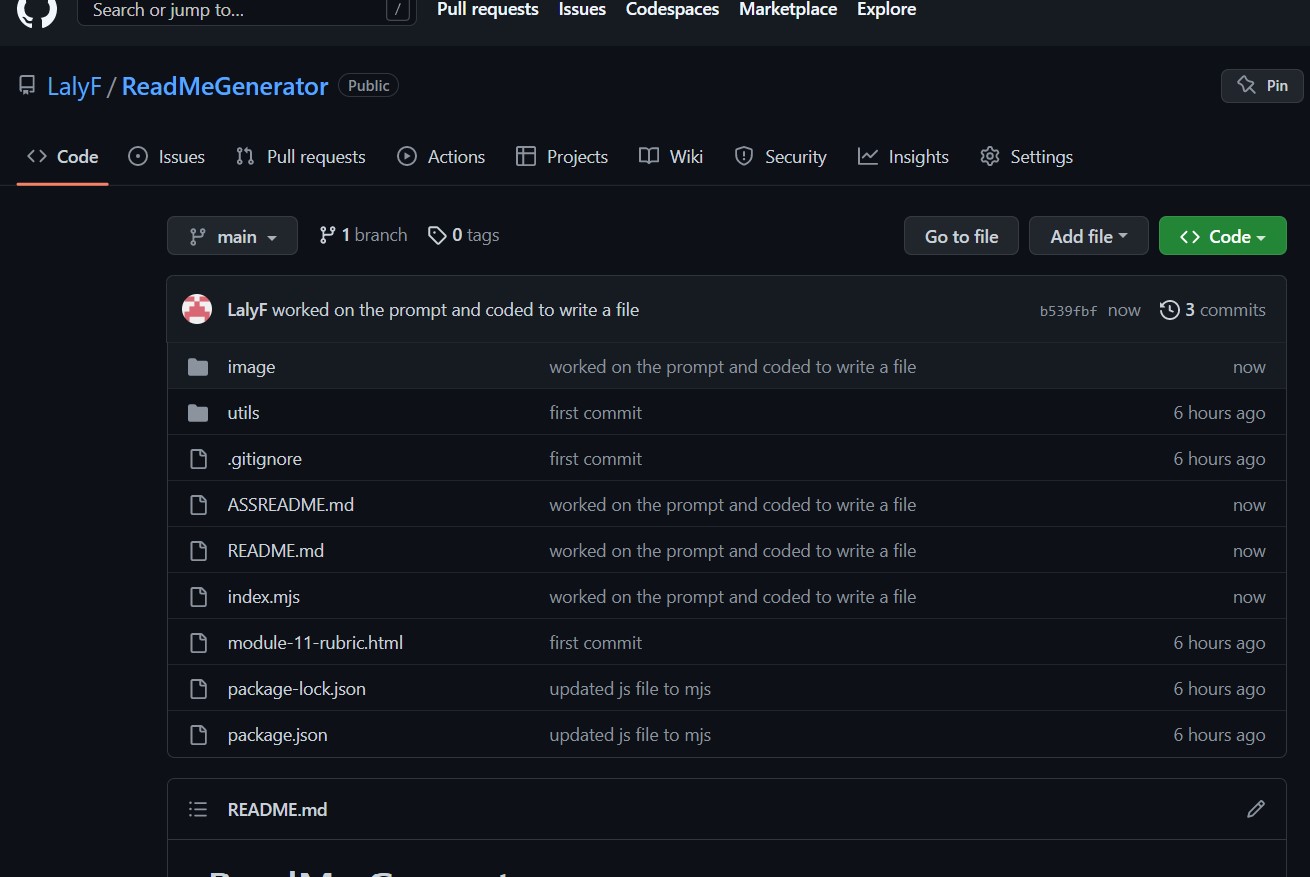 Search or jump to... / Pull requests Issues Codespaces Marketplace Explore
LalyF / ReadMeGenerator Public Pin
Code Issues Pull requests Actions Projects Wiki Security Insights Settings
main 1 branch 0 tags Go to file Add file Code
LalyF worked on the prompt and coded to write a file b539fbf now 3 commits
image worked on the prompt and coded to write a file now
utils first commit 6 hours ago
.gitignore first commit 6 hours ago
ASSREADME.md worked on the prompt and coded to write a file now
README.md worked on the prompt and coded to write a file now
index.mjs worked on the prompt and coded to write a file now
module-11-rubric.html first commit 6 hours ago
package-lock.json updated js file to mjs 6 hours ago
package.json updated js file to mjs 6 hours ago
README.md